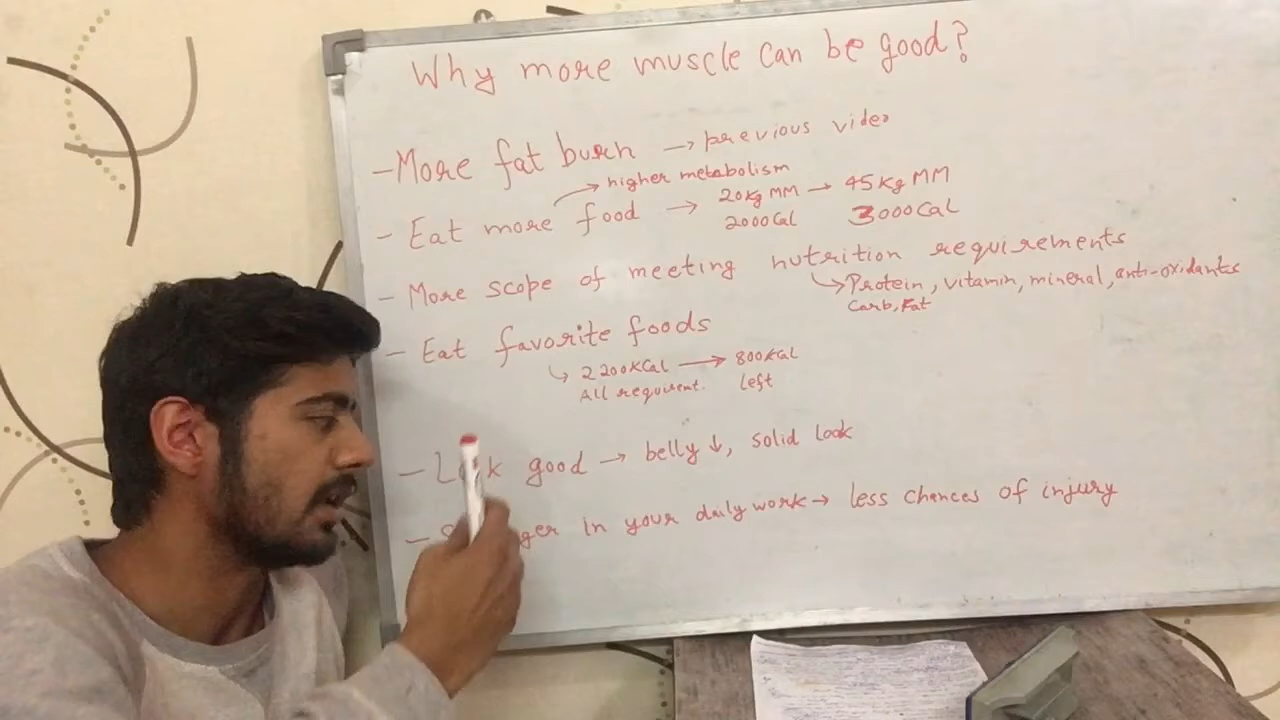 Why more muscle can be good?
- More fat burn → previous video
→ higher metabolism
- Eat more food → 20kg MM → 45kg MM
2000Cal 3000Cal
- More scope of meeting nutrition requirements
↳ Protein, vitamin, mineral, anti-oxidants
Carb, Fat
- Eat favorite foods
↳ 2200KCal → 800KCal
All requirent. left
- Look good → belly ↓, solid look
- in your daily work → less chances of injury